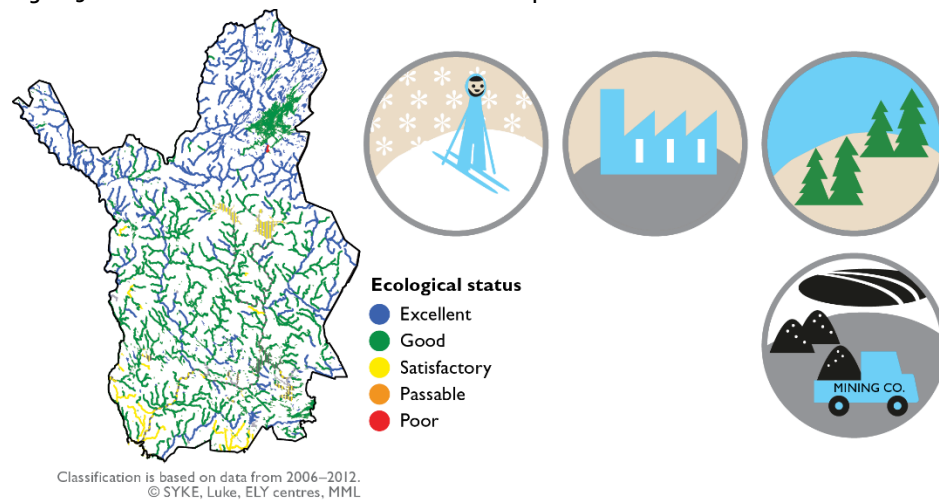 Ecological status
Excellent
Good
Satisfactory
Passable
Poor
MINING CO.
Classification is based on data from 2006–2012.
© SYKE, Luke, ELY centres, MML